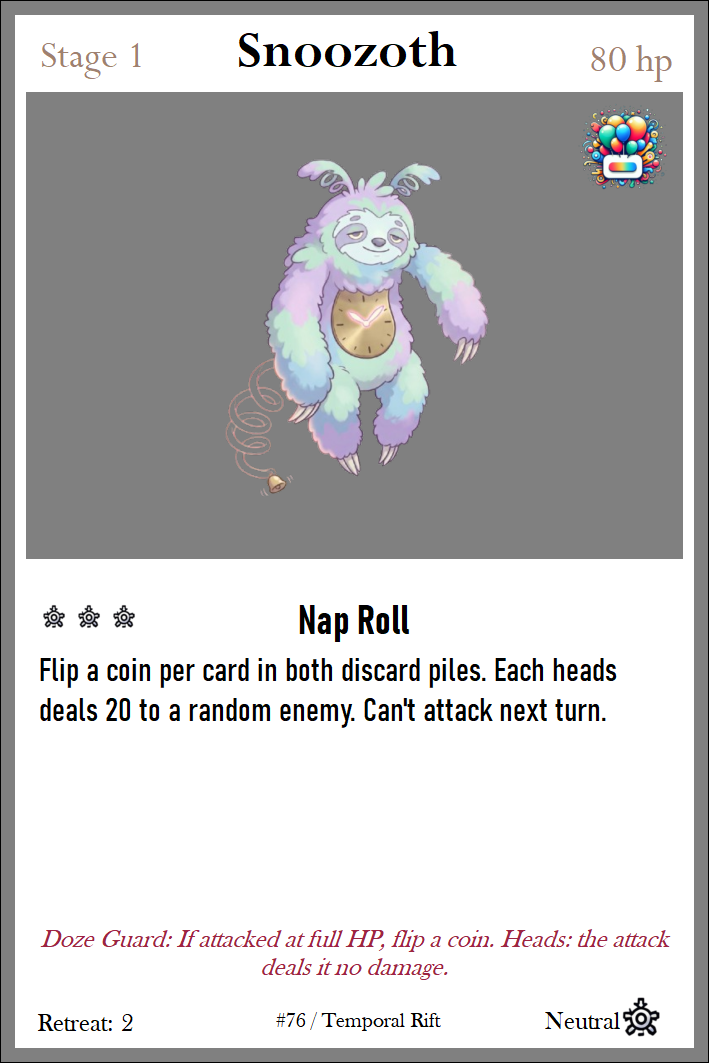 Stage 1
Snoozoth
80 hp
Nap Roll
Flip a coin per card in both discard piles. Each heads
deals 20 to a random enemy. Can't attack next turn.
Doze Guard: If attacked at full HP, flip a coin. Heads: the attack
deals it no damage.
Retreat: 2
#76 / Temporal Rift
Neutral